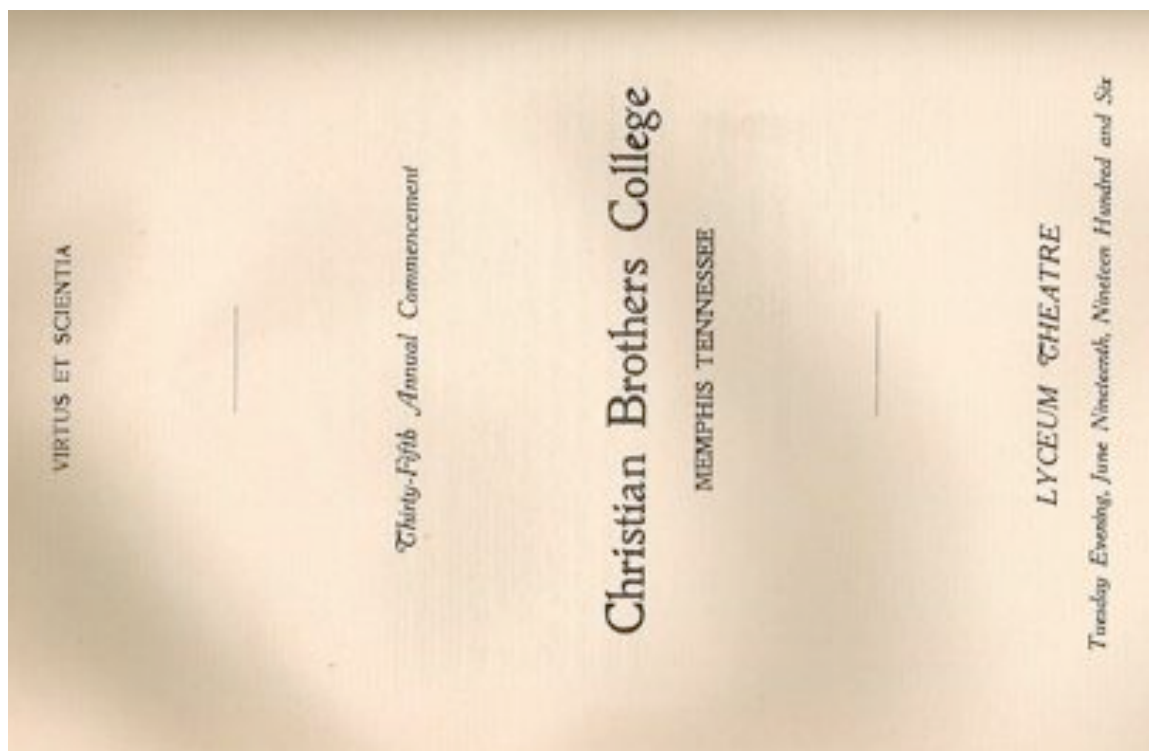 VIRTUS ET SCIENTIA
Thirty-Fifth Annual Commencement
Christian Brothers College
MEMPHIS TENNESSEE
LYCEUM THEATRE
Tuesday Evening, June Nineteenth, Nineteen Hundred and Six